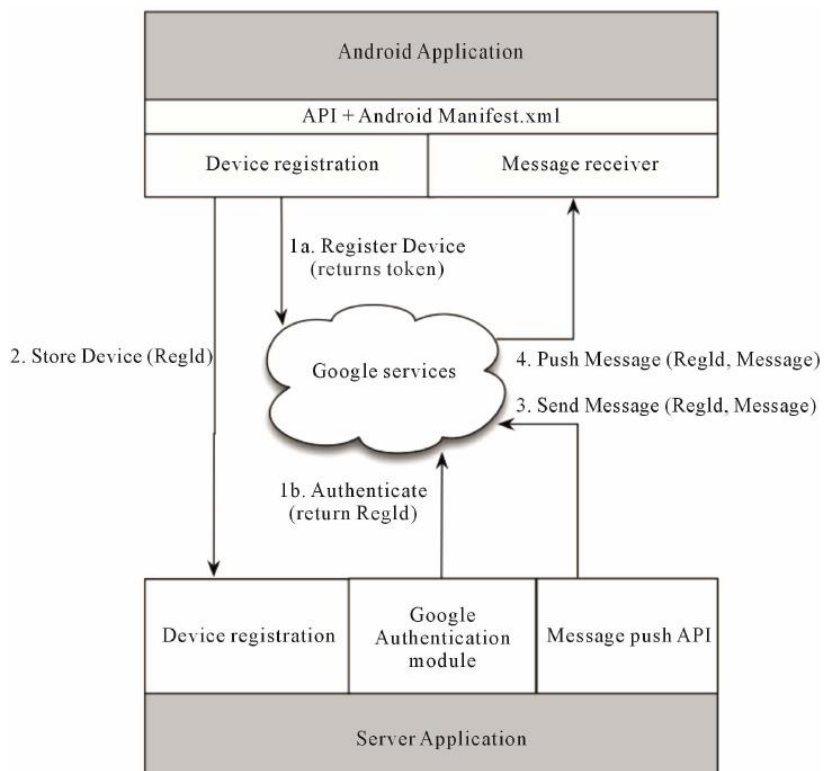 Android Application
API + Android Manifest.xml
Device registration
Message receiver
1a. Register Device
(returns token)
2. Store Device (RegId)
Google services
4. Push Message (RegId, Message)
3. Send Message (RegId, Message)
1b. Authenticate
(return RegId)
Device registration
Google
Authentication
module
Message push API
Server Application